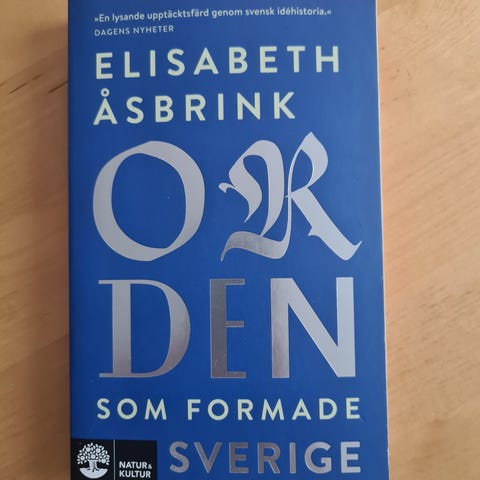 »En lysande upptäcktsfärd genom svensk idéhistoria.«
DAGENS NYHETER
ELISABETH
ÅSBRINK
OR
DEN
SOM FORMADE
SVERIGE
NATUR &
KULTUR